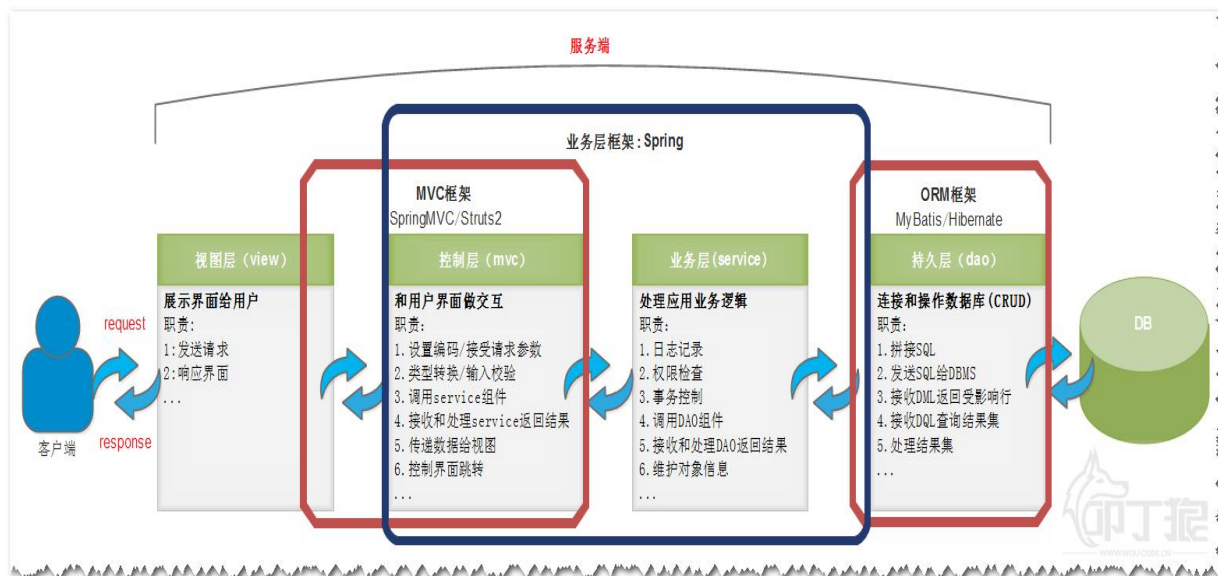 服务端
业务层框架:Spring
MVC框架
SpringMVC/Struts2
ORM框架
MyBatis/Hibernate
视图层（view）
展示界面给用户
职责:
1:发送请求
2:响应界面
...
控制层（mvc）
和用户界面做交互
职责:
1.设置编码/接受请求参数
2.类型转换/输入校验
3.调用service组件
4.接收和处理service返回结果
5.传递数据给视图
6.控制界面跳转
...
业务层(service)
处理应用业务逻辑
职责:
1.日志记录
2.权限检查
3.事务控制
4.调用DAO组件
5.接收和处理DAO返回结果
6.维护对象信息
...
持久层（dao）
连接和操作数据库(CRUD)
职责:
1.拼接SQL
2.发送SQL给DBMS
3.接收DML返回受影响行
4.接收DQL查询结果集
5.处理结果集
...
request
response
客户端
DB
叩丁狼
WWW.WOLFCODE.CN